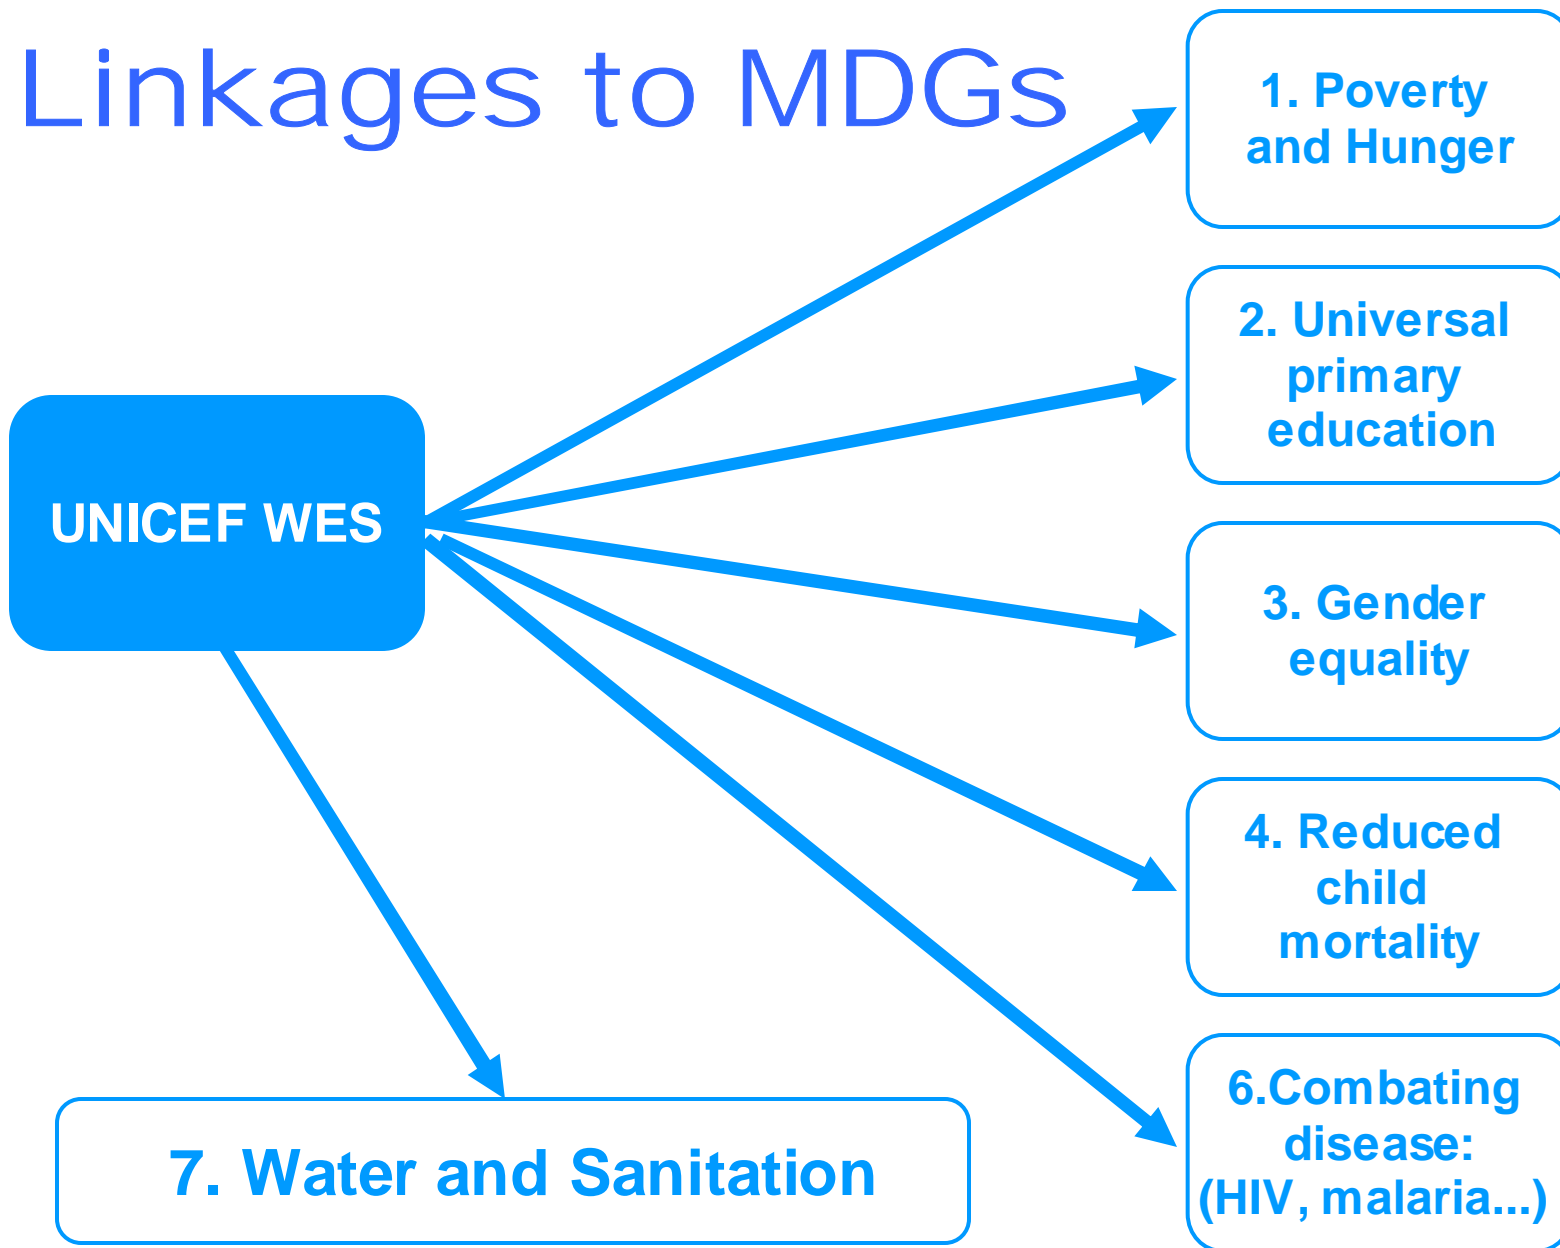 Linkages to MDGs
1. Poverty
and Hunger
2. Universal
primary
education
UNICEF WES
3. Gender
equality
4. Reduced
child
mortality
6.Combating
disease:
(HIV, malaria...)
7. Water and Sanitation